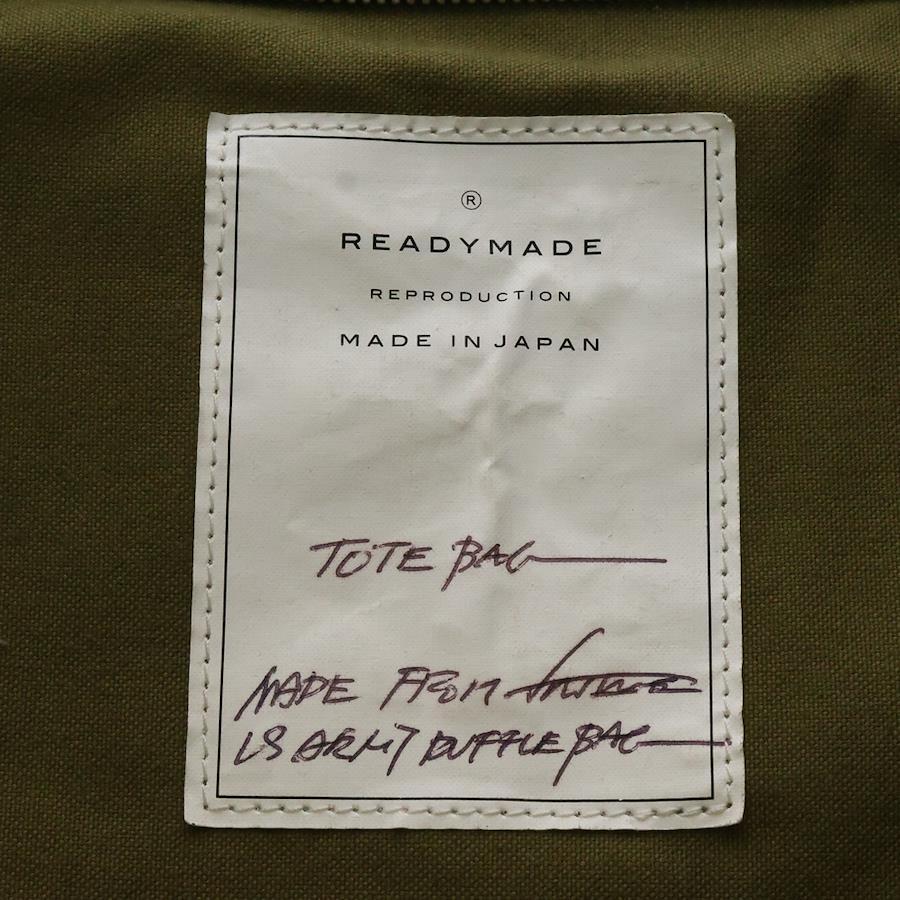 ®
READYMADE
REPRODUCTION
MADE IN JAPAN
TOTE BAG
MADE FROM
US ARMY DUFFLE BAG